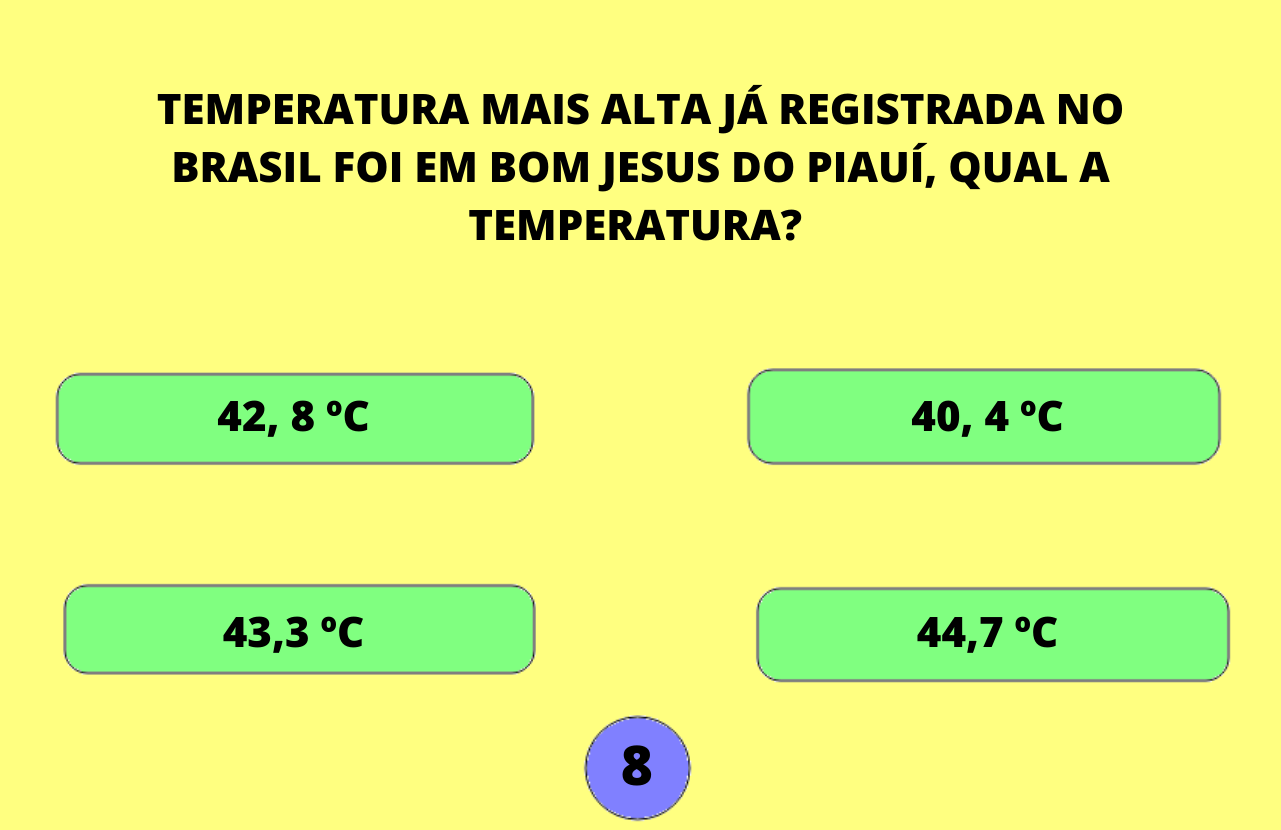 TEMPERATURA MAIS ALTA JÁ REGISTRADA NO
BRASIL FOI EM BOM JESUS DO PIAUÍ, QUAL A
TEMPERATURA?
42, 8 ºC
40, 4 ºC
43,3 ºC
44,7 ºC
8